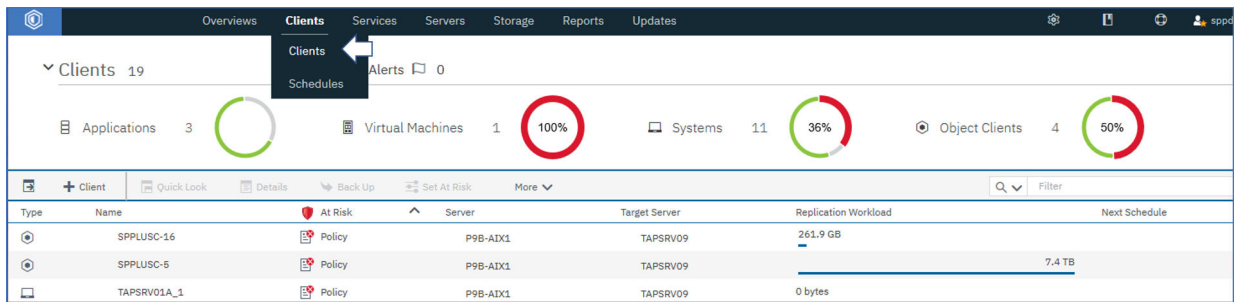 Overviews Clients Services Servers Storage Reports Updates sppd
Clients
Schedules
Clients 19
Alerts 0
Applications 3
Virtual Machines 1 100%
Systems 11 36%
Object Clients 4 50%
+ Client Quick Look Details Back Up Set At Risk More Filter
Type Name At Risk Server Target Server Replication Workload Next Schedule
SPPLUSC-16 Policy P9B-AIX1 TAPSRV09 261.9 GB
SPPLUSC-5 Policy P9B-AIX1 TAPSRV09 7.4 TB
TAPSRV01A_1 Policy P9B-AIX1 TAPSRV09 0 bytes